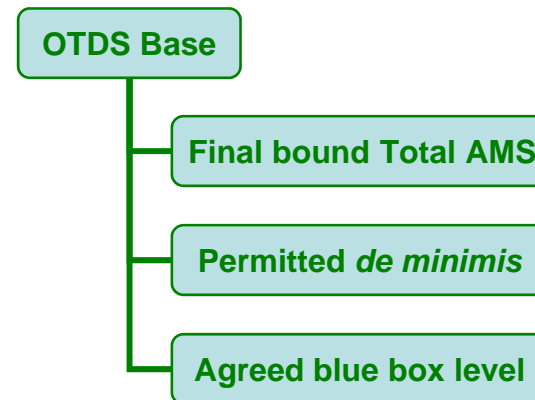 OTDS Base
Final bound Total AMS
Permitted de minimis
Agreed blue box level